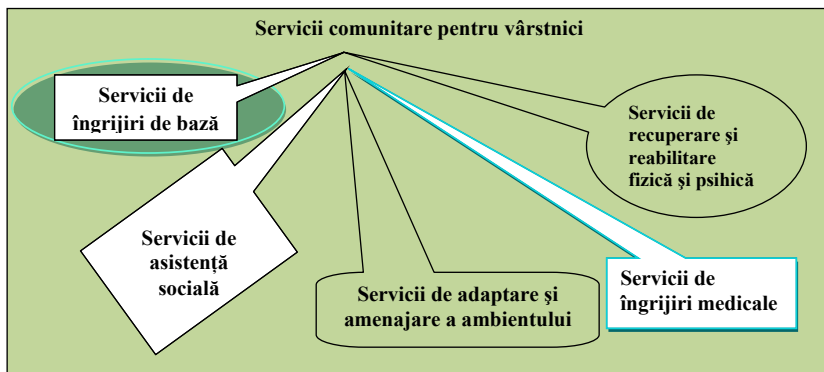 Servicii comunitare pentru vârstnici
Servicii de
îngrijiri de bază
Servicii de
recuperare şi
reabilitare
fizică şi psihică
Servicii de
asistență
socială
Servicii de adaptare şi
amenajare a ambientului
Servicii de
îngrijiri medicale